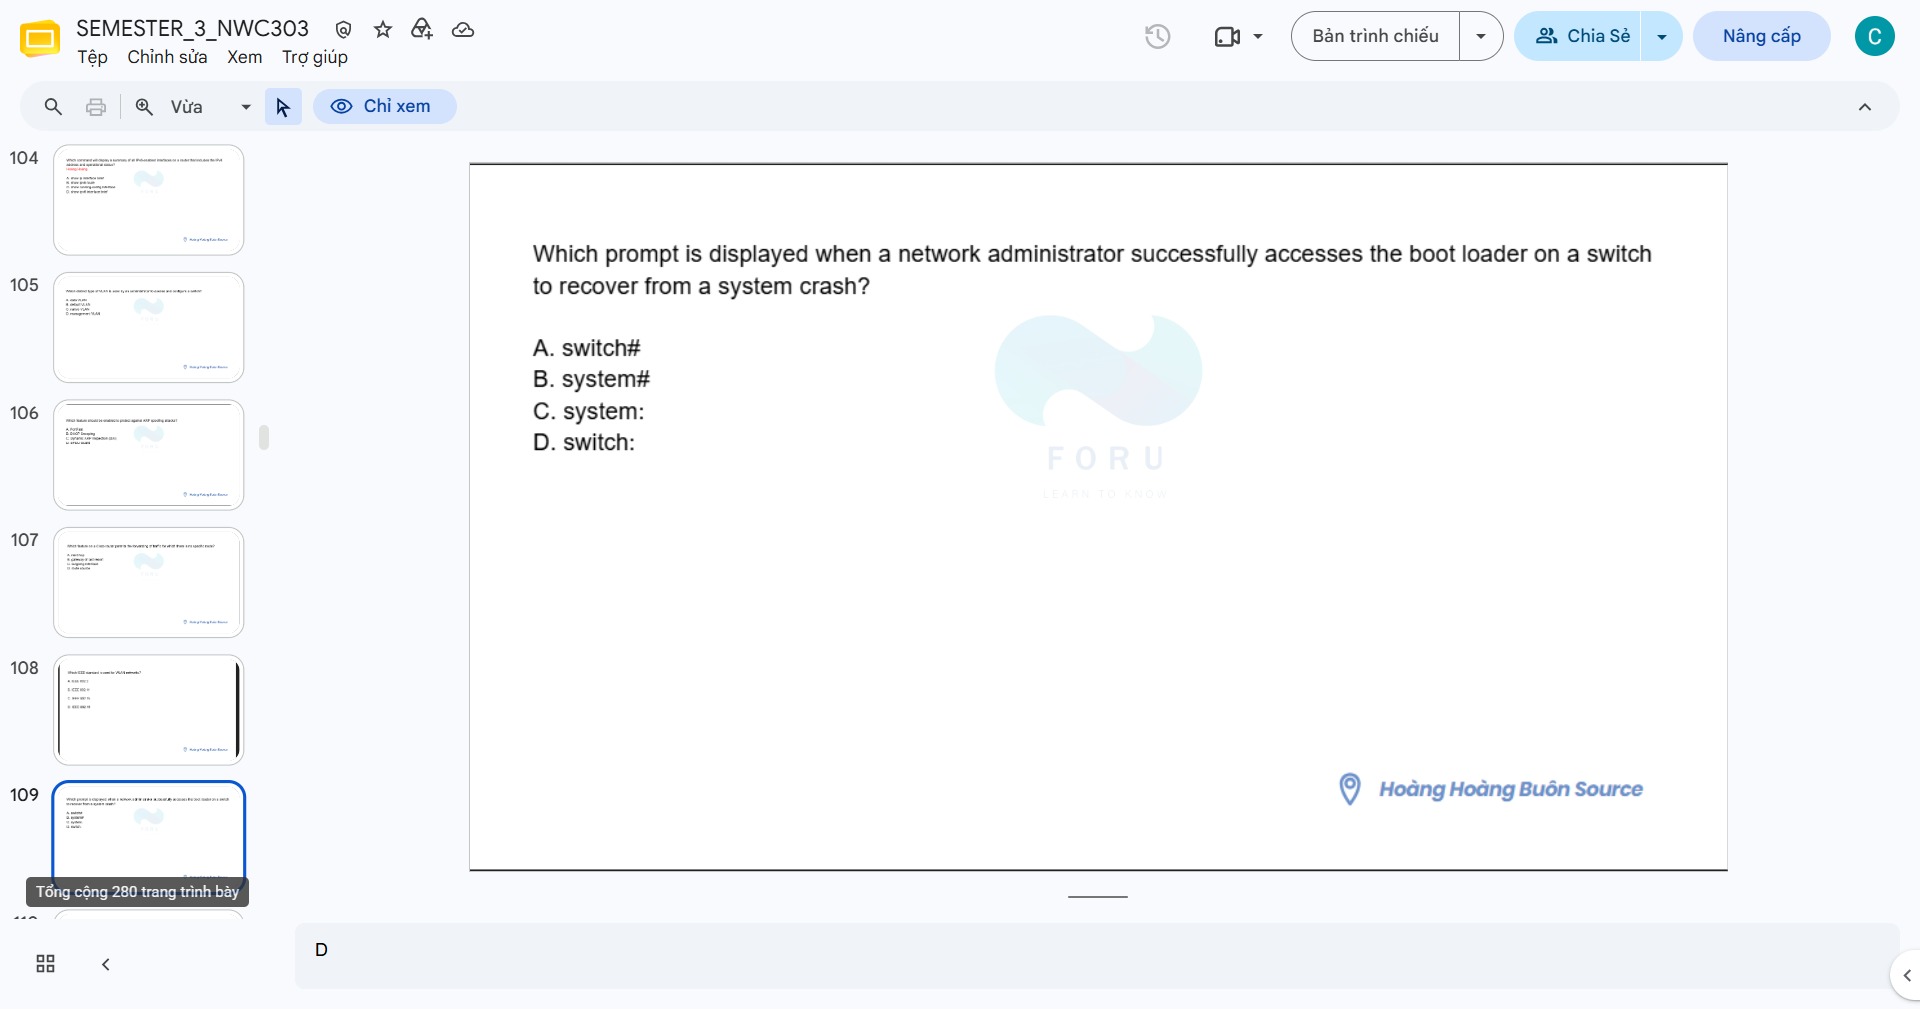 SEMESTER_3_NWC303
Tệp Chỉnh sửa Xem Trợ giúp
Bản trình chiếu
Chia Sẻ
Nâng cấp
C
Vừa
Chỉ xem
104
105
106
107
108
109
Tổng cộng 280 trang trình bày
Which prompt is displayed when a network administrator successfully accesses the boot loader on a switch
to recover from a system crash?
A. switch#
B. system#
C. system:
D. switch:
FORU
LEARN TO KNOW
Hoàng Hoàng Buôn Source
D